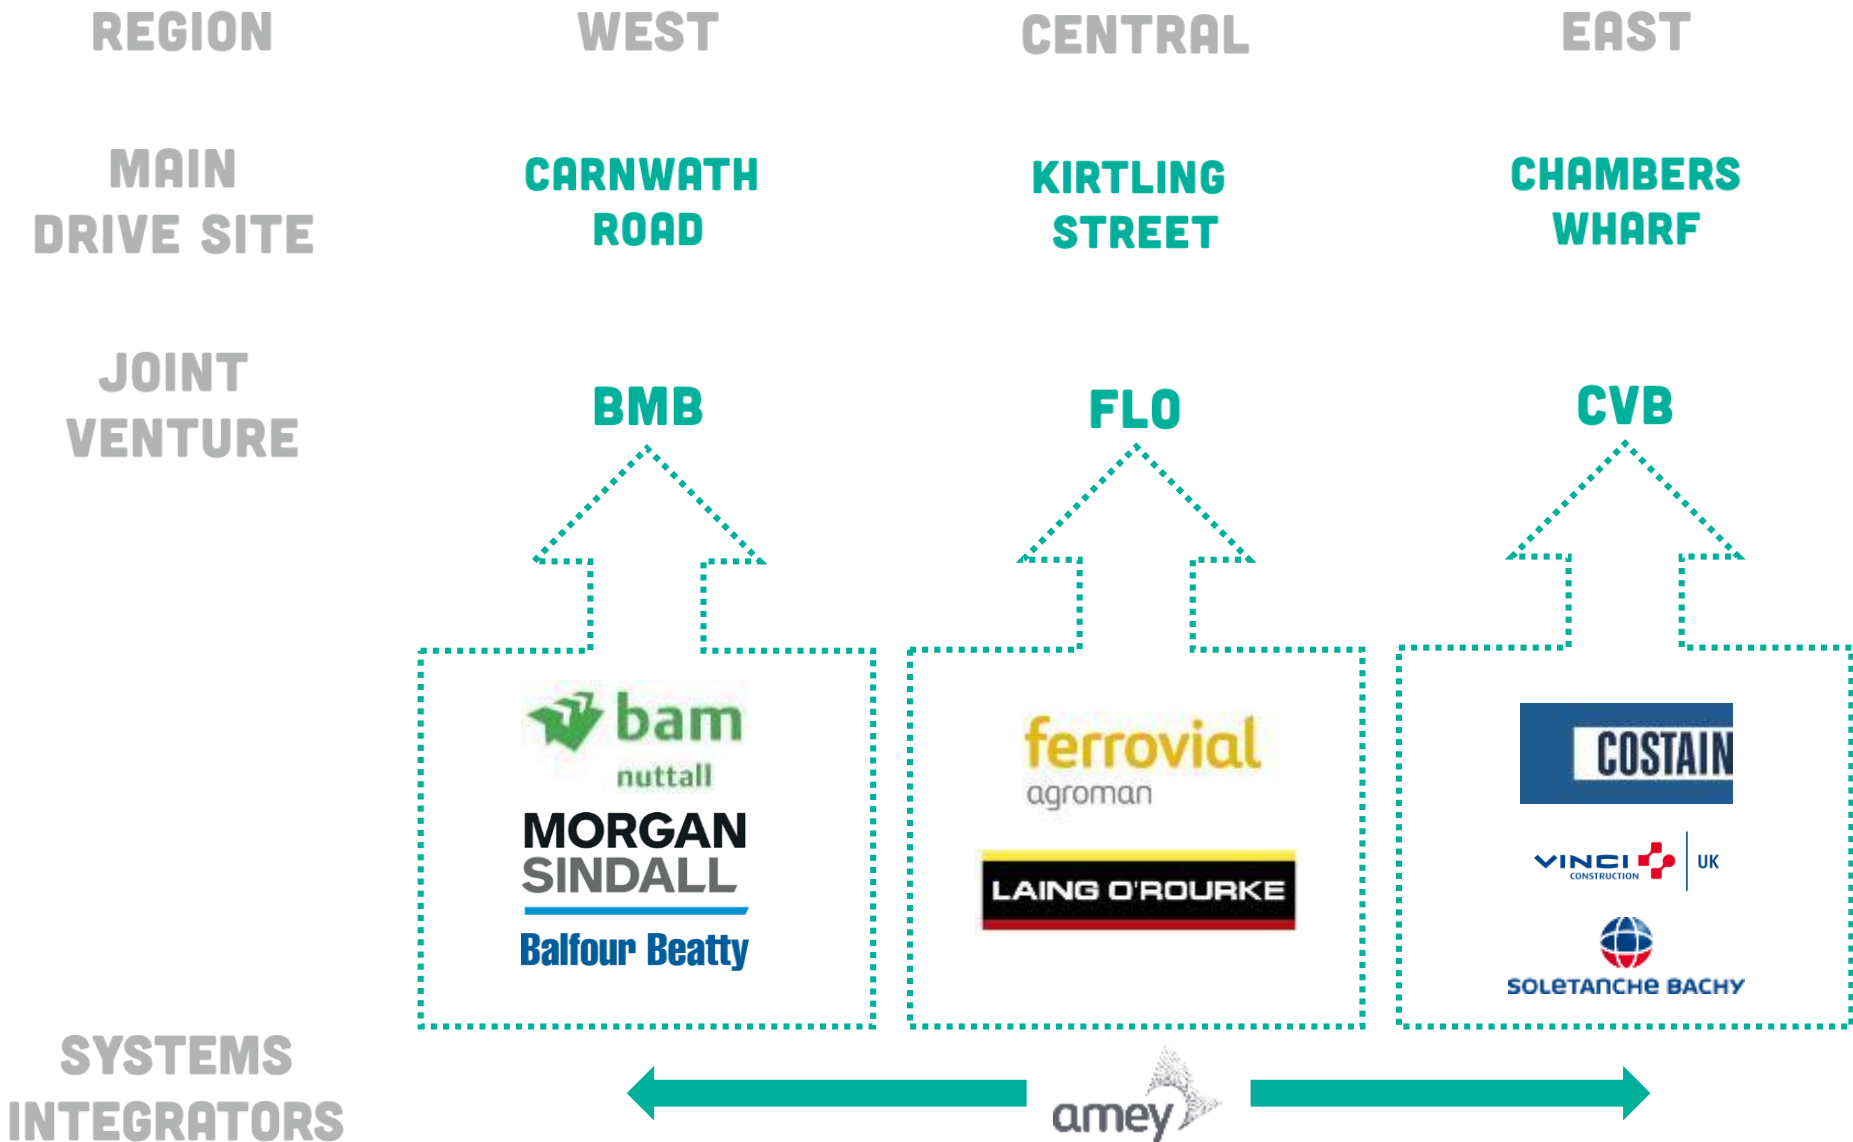 REGION WEST CENTRAL EAST
MAIN DRIVE SITE
CARNWATH ROAD
KIRTLING STREET
CHAMBERS WHARF
JOINT VENTURE
BMB FLO CVB
bam
nuttall
MORGAN
SINDALL
Balfour Beatty
ferrovial
agroman
LAING O'ROURKE
COSTAIN
VINCI
CONSTRUCTION
UK
SOLETANCHE BACHY
SYSTEMS
INTEGRATORS
amey